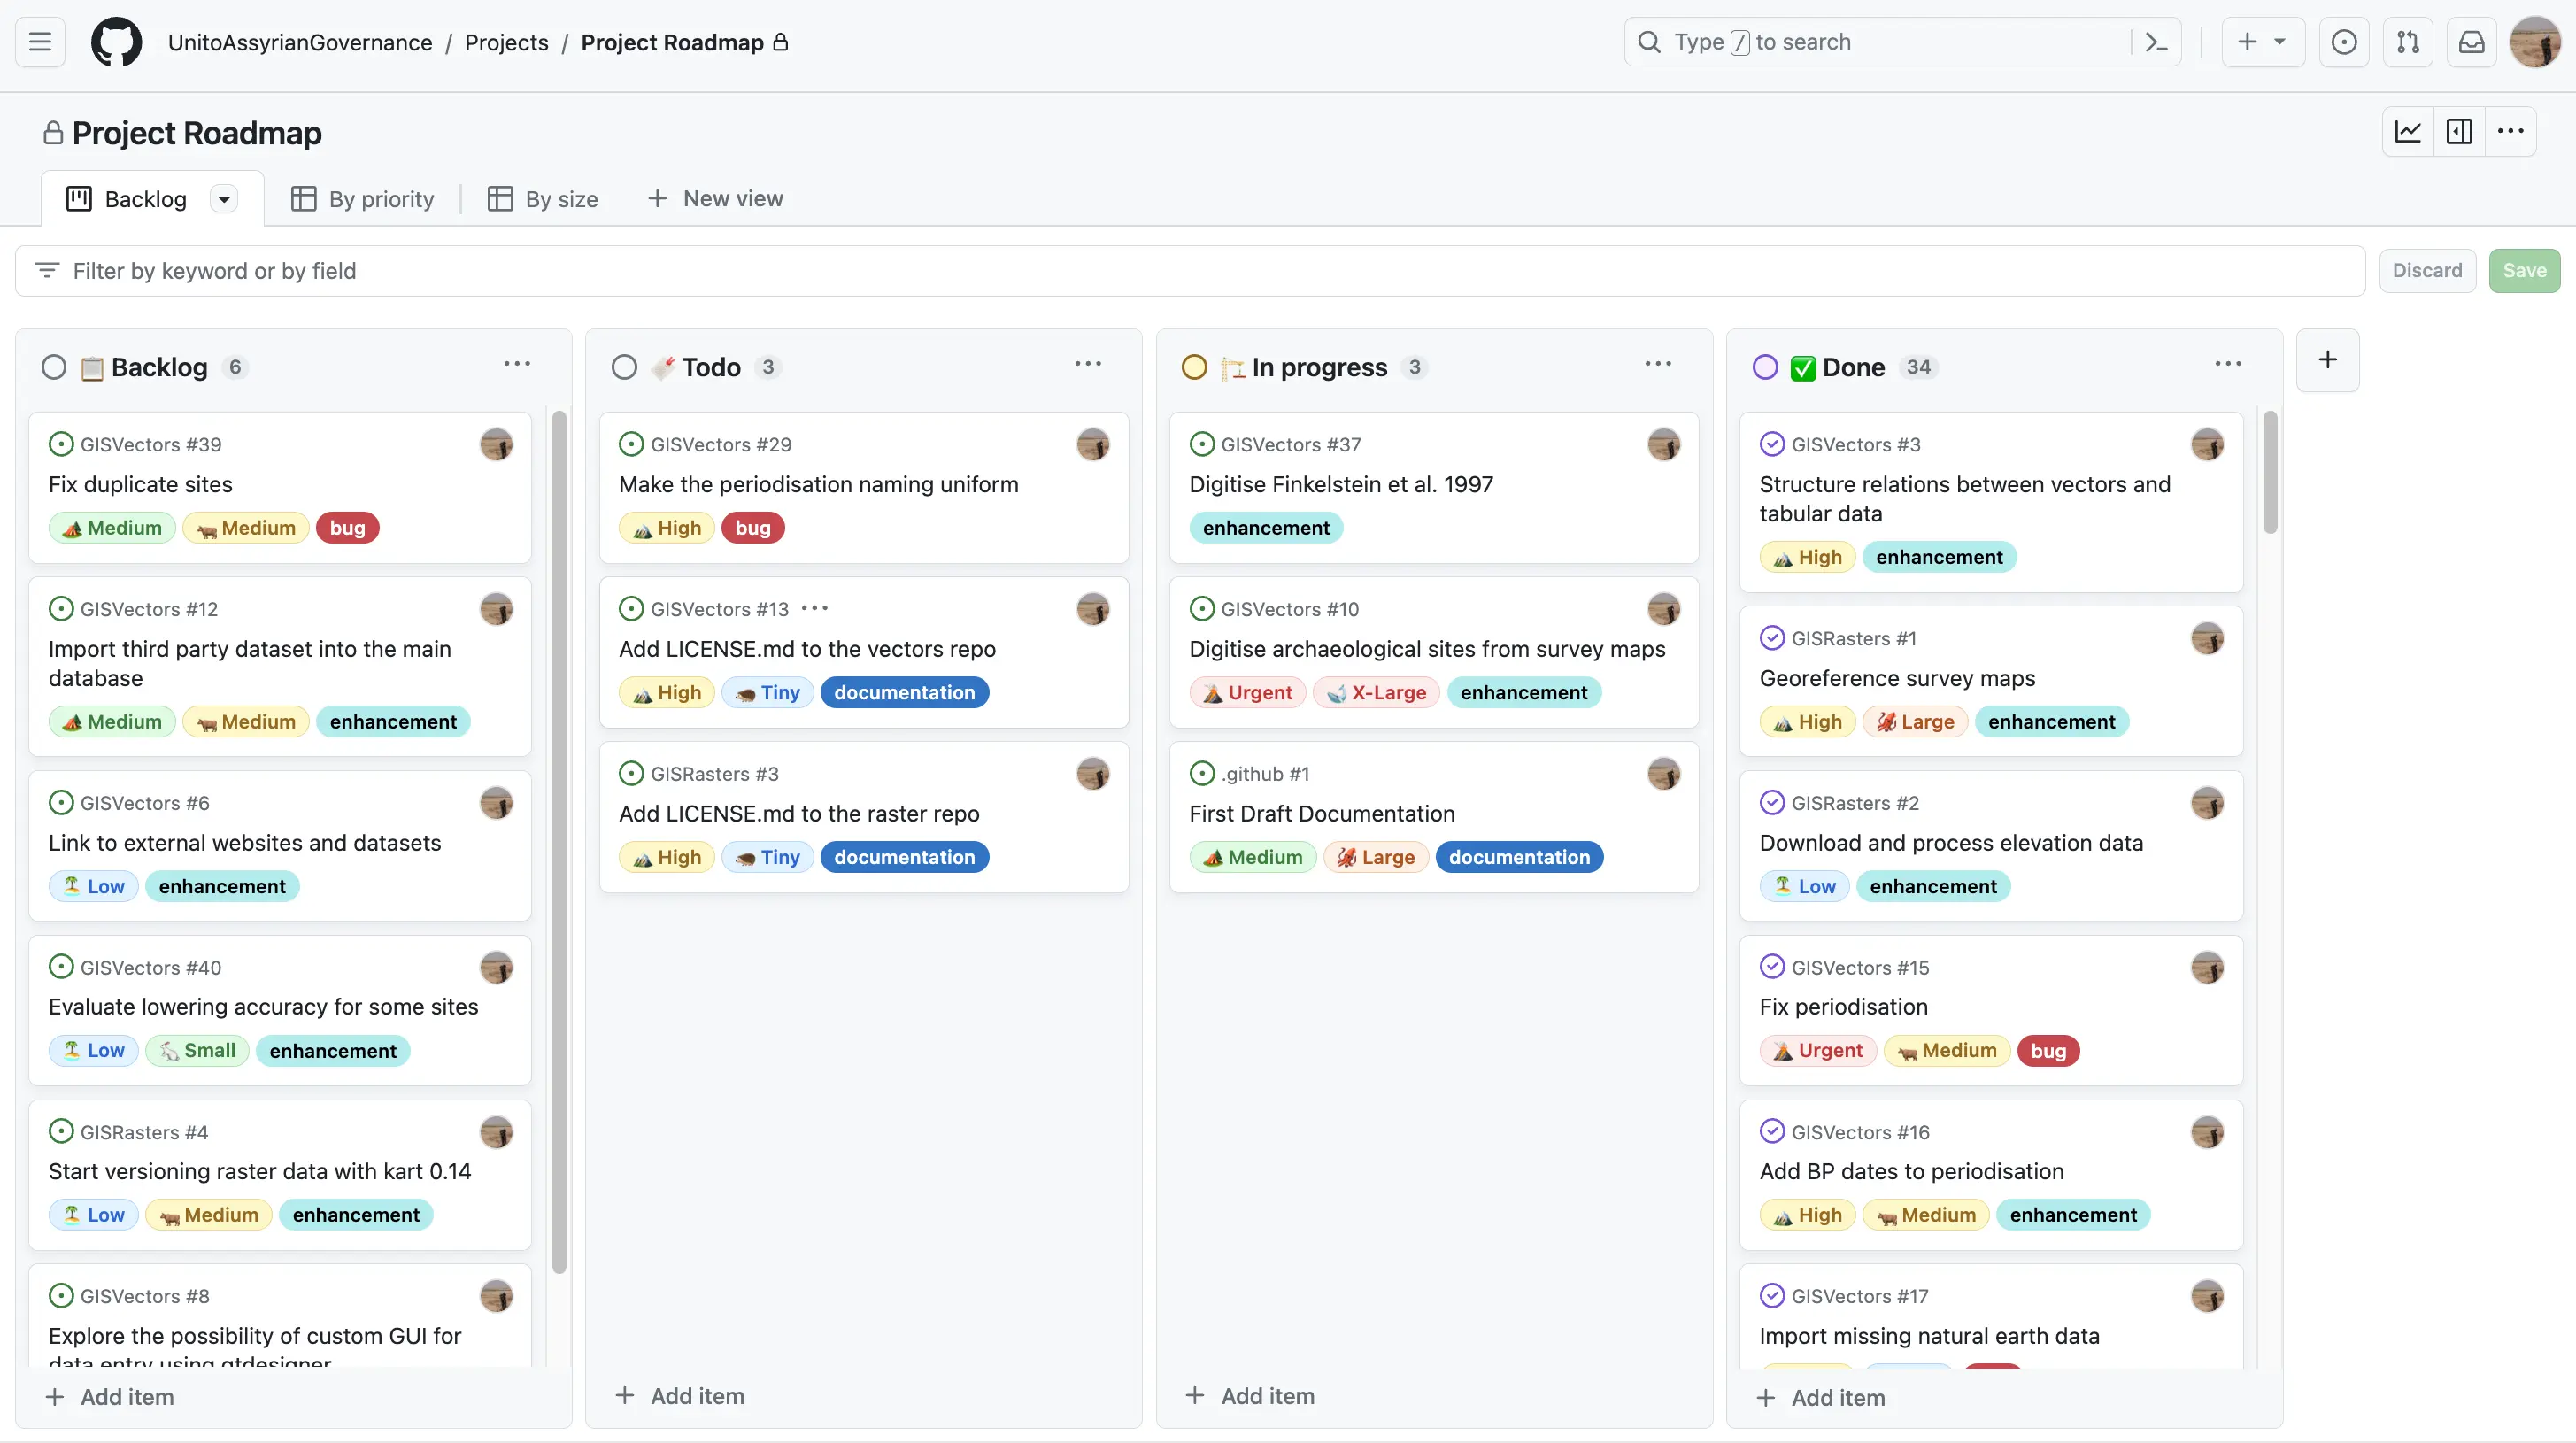 UnitoAssyrianGovernance / Projects / Project Roadmap
Type / to search
Project Roadmap
Backlog
By priority
By size
New view
Filter by keyword or by field
Discard
Save
Backlog 6
GISVectors #39
Fix duplicate sites
Medium Medium bug
GISVectors #12
Import third party dataset into the main
database
Medium Medium enhancement
GISVectors #6
Link to external websites and datasets
Low enhancement
GISVectors #40
Evaluate lowering accuracy for some sites
Low Small enhancement
GISRasters #4
Start versioning raster data with kart 0.14
Low Medium enhancement
GISVectors #8
Explore the possibility of custom GUI for
data entry using qtdesigner
Add item
Todo 3
GISVectors #29
Make the periodisation naming uniform
High bug
GISVectors #13
Add LICENSE.md to the vectors repo
High Tiny documentation
GISRasters #3
Add LICENSE.md to the raster repo
High Tiny documentation
Add item
In progress 3
GISVectors #37
Digitise Finkelstein et al. 1997
enhancement
GISVectors #10
Digitise archaeological sites from survey maps
Urgent X-Large enhancement
.github #1
First Draft Documentation
Medium Large documentation
Add item
Done 34
GISVectors #3
Structure relations between vectors and
tabular data
High enhancement
GISRasters #1
Georeference survey maps
High Large enhancement
GISRasters #2
Download and process elevation data
Low enhancement
GISVectors #15
Fix periodisation
Urgent Medium bug
GISVectors #16
Add BP dates to periodisation
High Medium enhancement
GISVectors #17
Import missing natural earth data
Add item